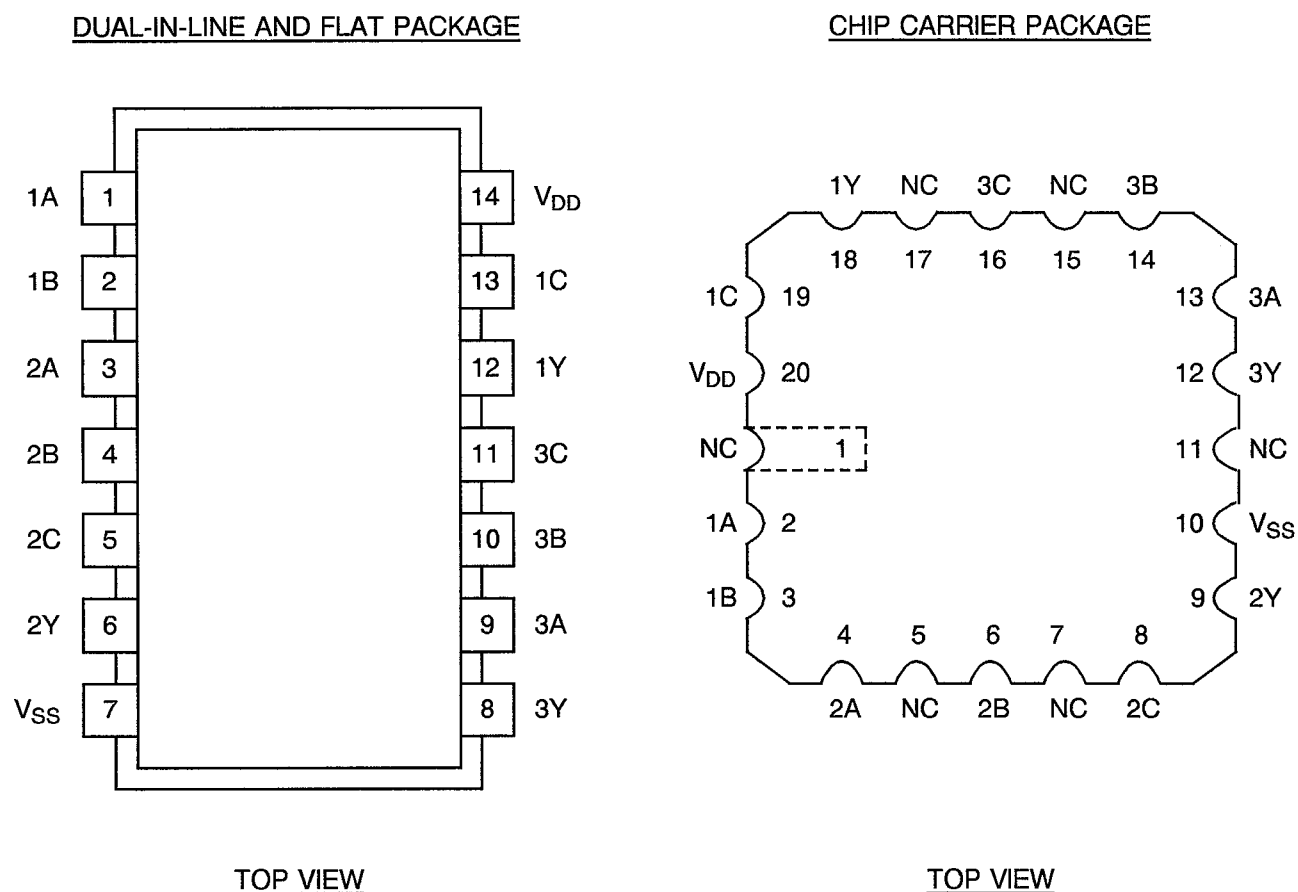 DUAL-IN-LINE AND FLAT PACKAGE
1A 1 14 VDD
1B 2 13 1C
2A 3 12 1Y
2B 4 11 3C
2C 5 10 3B
2Y 6 9 3A
VSS 7 8 3Y
TOP VIEW
CHIP CARRIER PACKAGE
1Y NC 3C NC 3B
18 17 16 15 14
1C 19 13 3A
VDD 20 12 3Y
NC 1 11 NC
1A 2 10 VSS
1B 3 9 2Y
4 5 6 7 8
2A NC 2B NC 2C
TOP VIEW